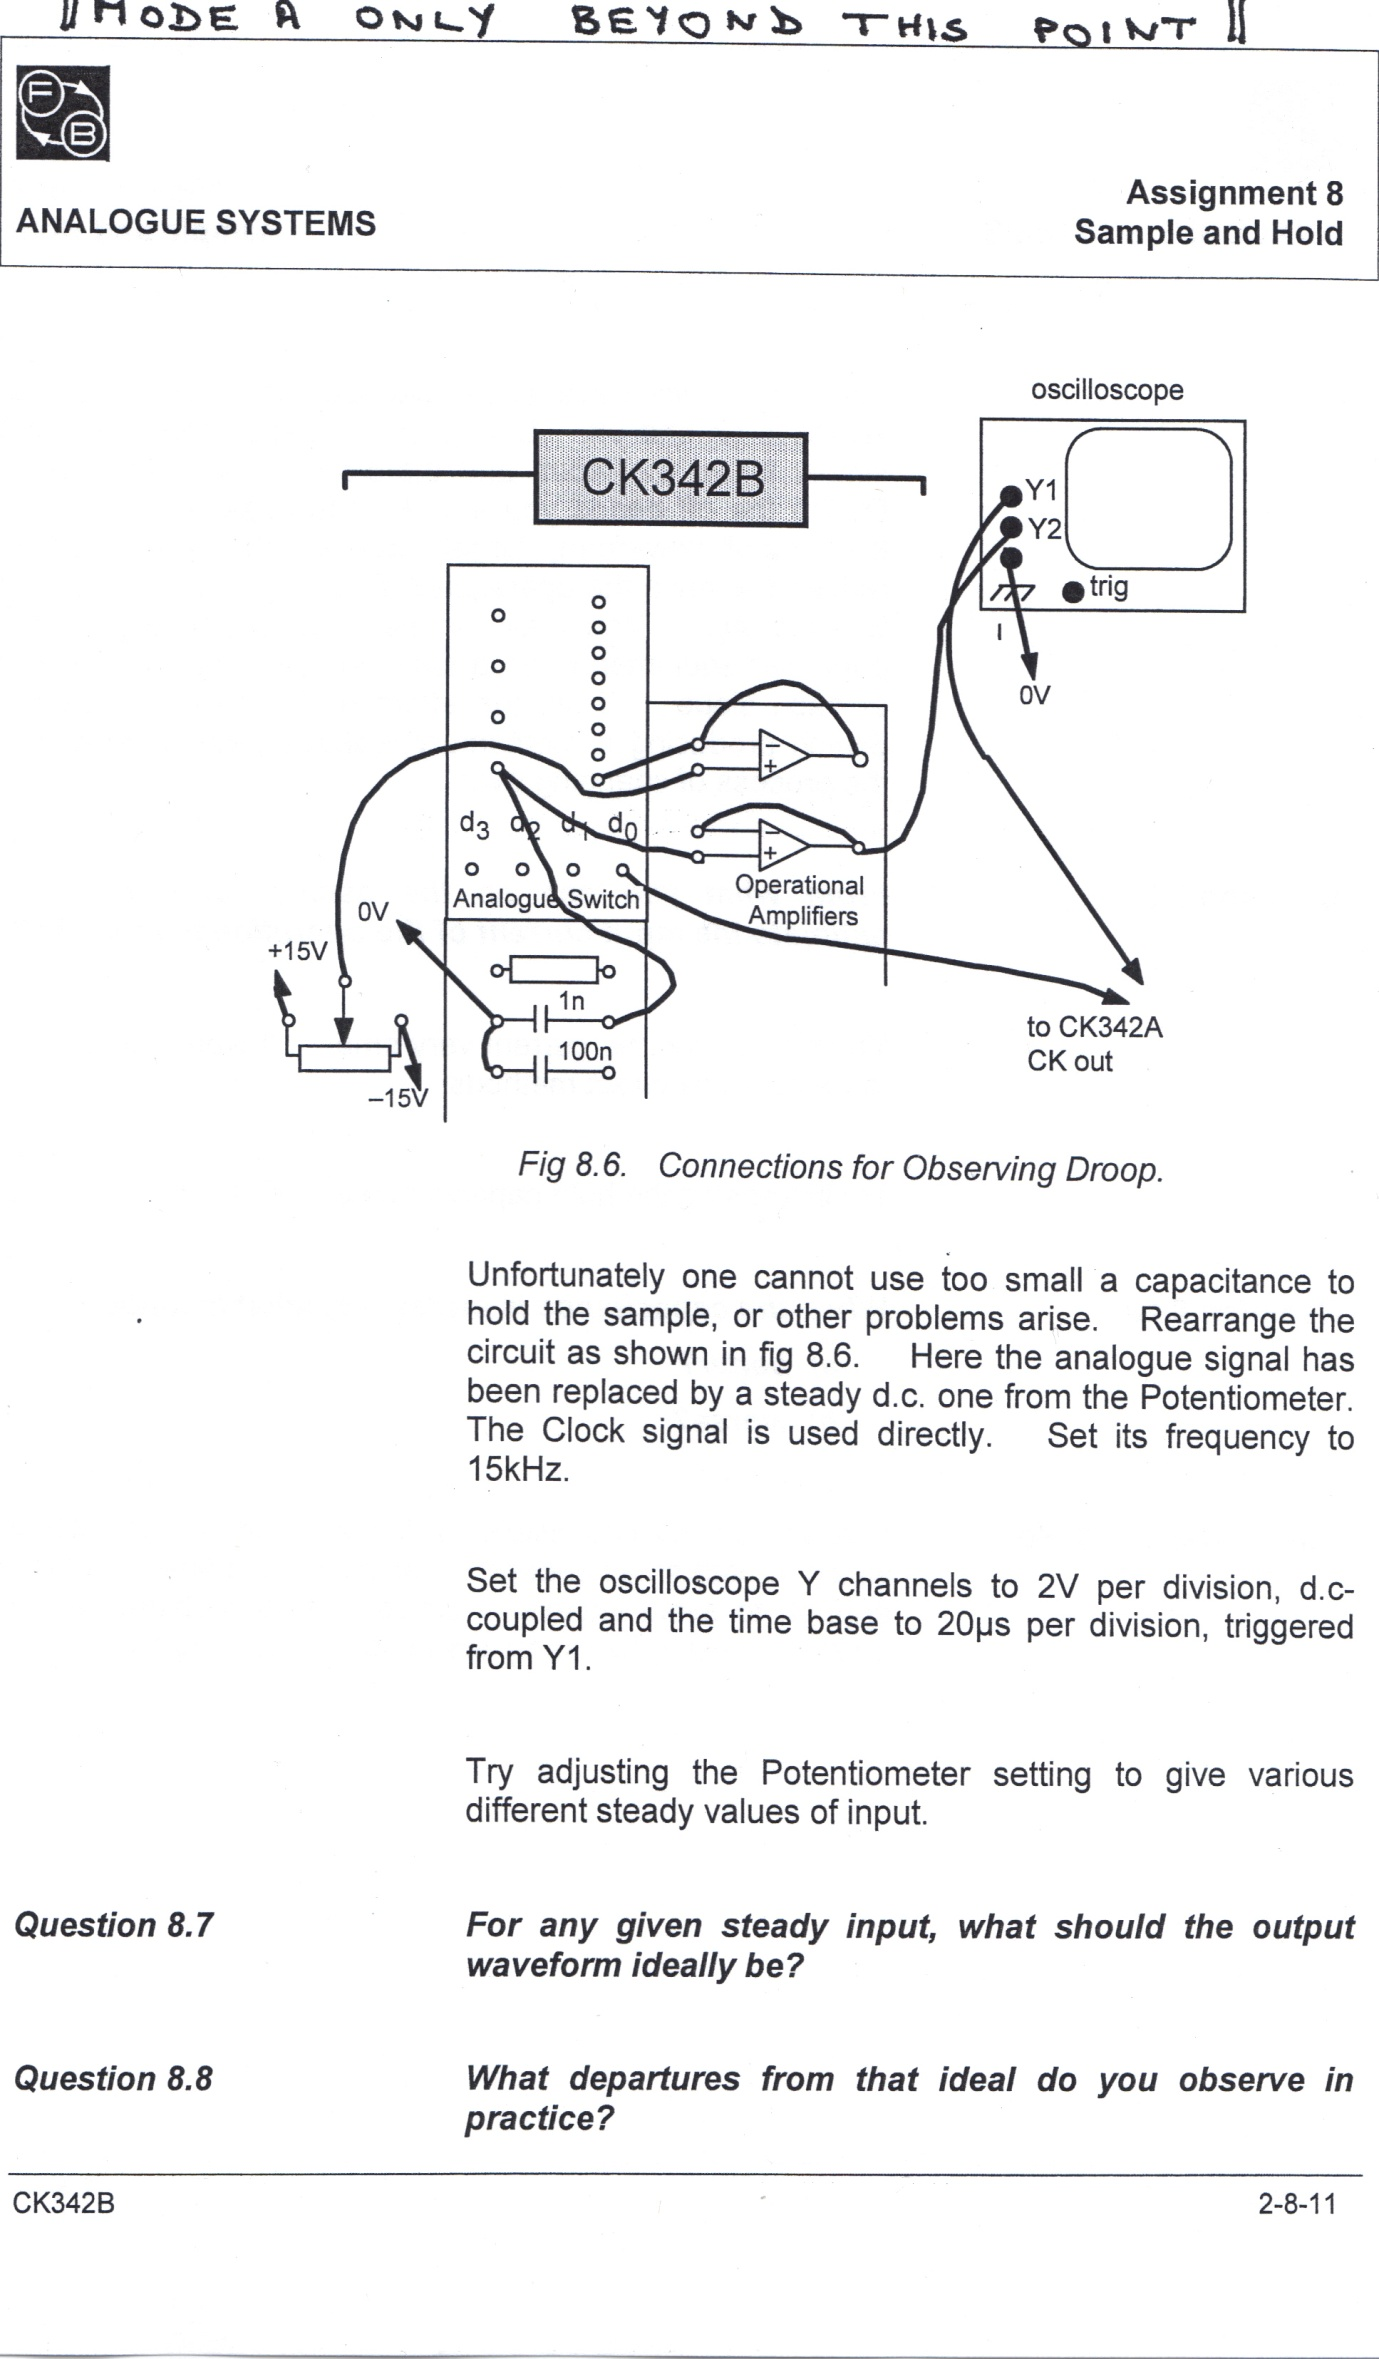 ‖MODE A ONLY BEYOND THIS POINT‖
F
B
ANALOGUE SYSTEMS
Assignment 8
Sample and Hold
oscilloscope
CK342B
Y1
Y2
trig
0V
d3 d2 d1 d0
Analogue Switch
Operational
Amplifiers
0V
+15V
–15V
1n
100n
to CK342A
CK out
Fig 8.6. Connections for Observing Droop.
Unfortunately one cannot use too small a capacitance to
hold the sample, or other problems arise. Rearrange the
circuit as shown in fig 8.6. Here the analogue signal has
been replaced by a steady d.c. one from the Potentiometer.
The Clock signal is used directly. Set its frequency to
15kHz.
Set the oscilloscope Y channels to 2V per division, d.c-
coupled and the time base to 20µs per division, triggered
from Y1.
Try adjusting the Potentiometer setting to give various
different steady values of input.
Question 8.7
For any given steady input, what should the output
waveform ideally be?
Question 8.8
What departures from that ideal do you observe in
practice?
CK342B
2-8-11